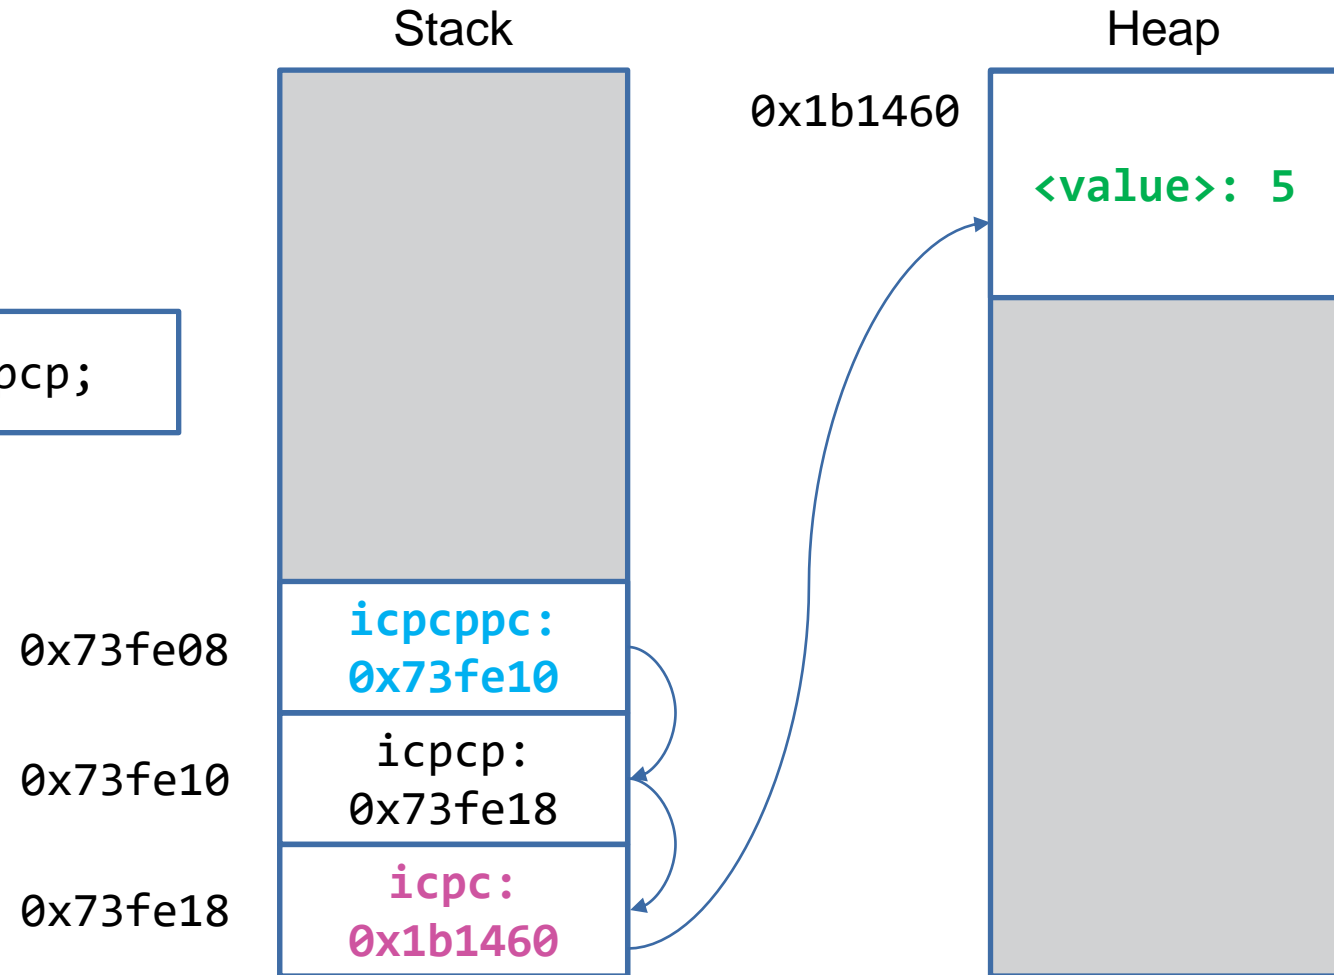 Stack
Heap
0x1b1460
<value>: 5
pcp;
0x73fe08
icpcppc:
0x73fe10
0x73fe10
icpcp:
0x73fe18
0x73fe18
icpc:
0x1b1460